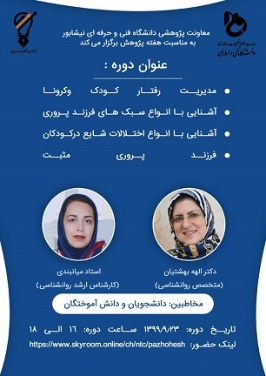 معاونت پژوهشی دانشگاه فنی و حرفه ای نیشابور
به مناسبت هفته پژوهش برگزار می کند
عنوان دوره :
مدیریت رفتار کودک وکرونا
آشنایی با انواع سبک های فرزند پروری
آشنایی با انواع اختلالات شایع درکودکان
فرزند پروری مثبت
دکتر الهه بهشتیان
(متخصص روانشناسی)
استاد میانبندی
(کارشناس ارشد روانشناسی)
مخاطبین: دانشجویان و دانش آموختگان
تاریخ دوره: ۱۳۹۹/۹/۲۳ ساعت دوره: ۱۶ الی ۱۸
لینک حضور: https://www.skyroom.online/ch/ntc/pazhohesh